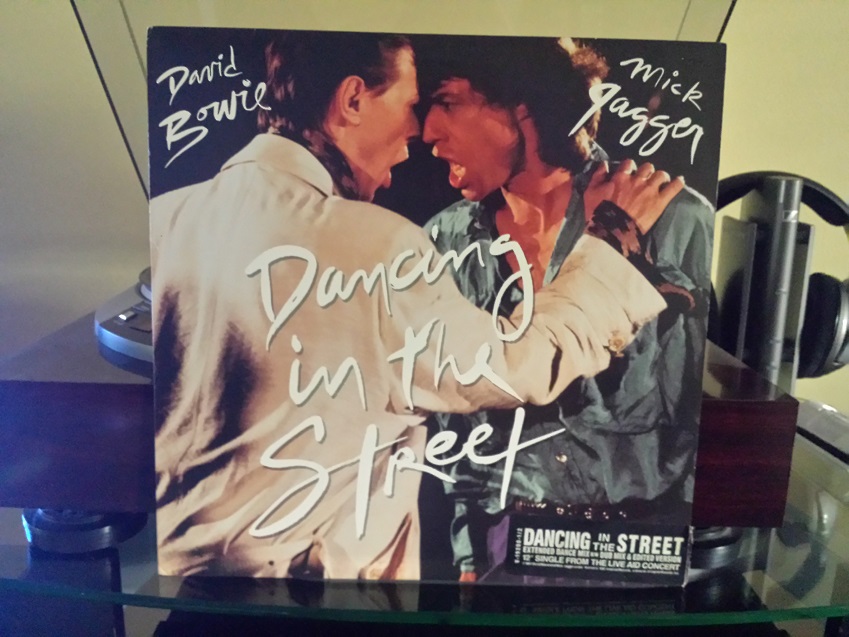 David
Bowie
Mick
Jagger
Dancing
in the
Street
DANCING IN THE STREET
EXTENDED DANCE MIX DUB MIX & EDITED VERSION
12" SINGLE FROM THE LIVE AID CONCERT